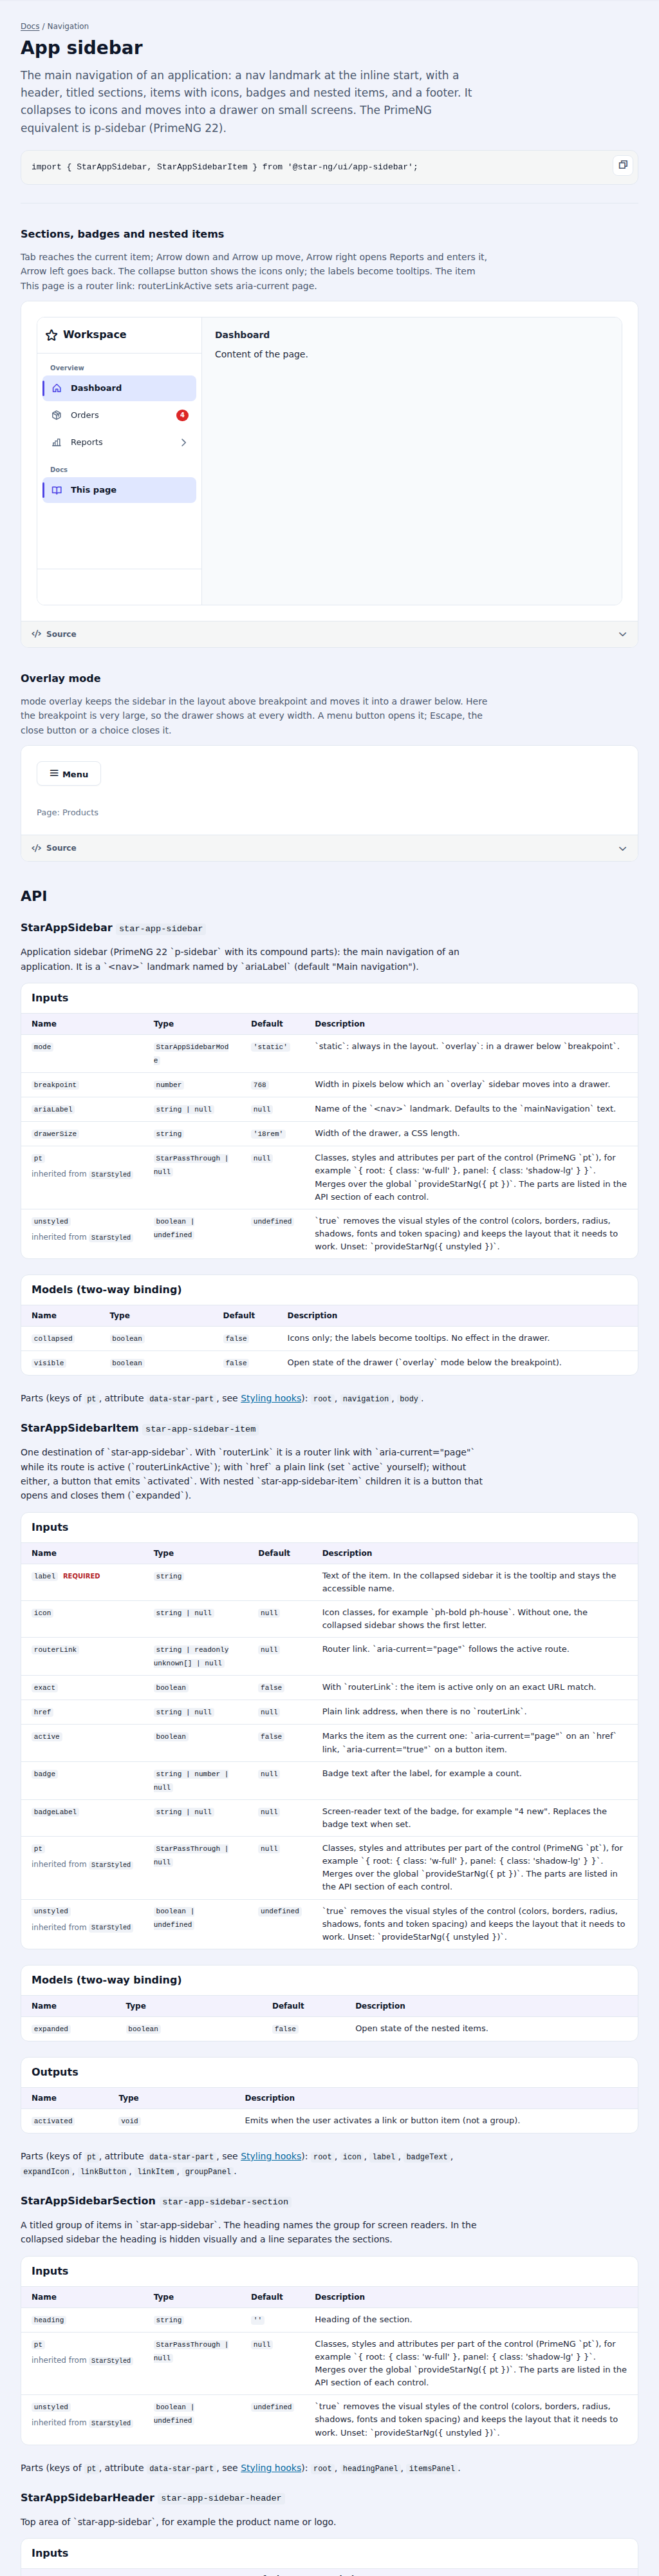 Docs / Navigation
App sidebar
The main navigation of an application: a nav landmark at the inline start, with a
header, titled sections, items with icons, badges and nested items, and a footer. It
collapses to icons and moves into a drawer on small screens. The PrimeNG
equivalent is p-sidebar (PrimeNG 22).
import { StarAppSidebar, StarAppSidebarItem } from '@star-ng/ui/app-sidebar';
Sections, badges and nested items
Tab reaches the current item; Arrow down and Arrow up move, Arrow right opens Reports and enters it,
Arrow left goes back. The collapse button shows the icons only; the labels become tooltips. The item
This page is a router link: routerLinkActive sets aria-current page.
Workspace
Dashboard
Content of the page.
Overview
Dashboard
Orders 4
Reports
Docs
This page
Source
Overlay mode
mode overlay keeps the sidebar in the layout above breakpoint and moves it into a drawer below. Here
the breakpoint is very large, so the drawer shows at every width. A menu button opens it; Escape, the
close button or a choice closes it.
Menu
Page: Products
Source
API
StarAppSidebar star-app-sidebar
Application sidebar (PrimeNG 22 `p-sidebar` with its compound parts): the main navigation of an
application. It is a `<nav>` landmark named by `ariaLabel` (default "Main navigation").
Inputs
Name Type Default Description
mode StarAppSidebarMod 'static' `static`: always in the layout. `overlay`: in a drawer below `breakpoint`.
e
breakpoint number 768 Width in pixels below which an `overlay` sidebar moves into a drawer.
ariaLabel string | null null Name of the `<nav>` landmark. Defaults to the `mainNavigation` text.
drawerSize string '18rem' Width of the drawer, a CSS length.
pt StarPassThrough | null Classes, styles and attributes per part of the control (PrimeNG `pt`), for
inherited from StarStyled null example `{ root: { class: 'w-full' }, panel: { class: 'shadow-lg' } }`.
Merges over the global `provideStarNg({ pt })`. The parts are listed in the
API section of each control.
unstyled boolean | undefined `true` removes the visual styles of the control (colors, borders, radius,
inherited from StarStyled undefined shadows, fonts and token spacing) and keeps the layout that it needs to
work. Unset: `provideStarNg({ unstyled })`.
Models (two-way binding)
Name Type Default Description
collapsed boolean false Icons only; the labels become tooltips. No effect in the drawer.
visible boolean false Open state of the drawer (`overlay` mode below the breakpoint).
Parts (keys of pt, attribute data-star-part, see Styling hooks): root, navigation, body.
StarAppSidebarItem star-app-sidebar-item
One destination of `star-app-sidebar`. With `routerLink` it is a router link with `aria-current="page"`
while its route is active (`routerLinkActive`); with `href` a plain link (set `active` yourself); without
either, a button that emits `activated`. With nested `star-app-sidebar-item` children it is a button that
opens and closes them (`expanded`).
Inputs
Name Type Default Description
label REQUIRED string Text of the item. In the collapsed sidebar it is the tooltip and stays the
accessible name.
icon string | null null Icon classes, for example `ph-bold ph-house`. Without one, the
collapsed sidebar shows the first letter.
routerLink string | readonly null Router link. `aria-current="page"` follows the active route.
unknown[] | null
exact boolean false With `routerLink`: the item is active only on an exact URL match.
href string | null null Plain link address, when there is no `routerLink`.
active boolean false Marks the item as the current one: `aria-current="page"` on an `href`
link, `aria-current="true"` on a button item.
badge string | number | null Badge text after the label, for example a count.
null
badgeLabel string | null null Screen-reader text of the badge, for example "4 new". Replaces the
badge text when set.
pt StarPassThrough | null Classes, styles and attributes per part of the control (PrimeNG `pt`), for
inherited from StarStyled null example `{ root: { class: 'w-full' }, panel: { class: 'shadow-lg' } }`.
Merges over the global `provideStarNg({ pt })`. The parts are listed in
the API section of each control.
unstyled boolean | undefined `true` removes the visual styles of the control (colors, borders, radius,
inherited from StarStyled undefined shadows, fonts and token spacing) and keeps the layout that it needs to
work. Unset: `provideStarNg({ unstyled })`.
Models (two-way binding)
Name Type Default Description
expanded boolean false Open state of the nested items.
Outputs
Name Type Description
activated void Emits when the user activates a link or button item (not a group).
Parts (keys of pt, attribute data-star-part, see Styling hooks): root, icon, label, badgeText,
expandIcon, linkButton, linkItem, groupPanel.
StarAppSidebarSection star-app-sidebar-section
A titled group of items in `star-app-sidebar`. The heading names the group for screen readers. In the
collapsed sidebar the heading is hidden visually and a line separates the sections.
Inputs
Name Type Default Description
heading string '' Heading of the section.
pt StarPassThrough | null Classes, styles and attributes per part of the control (PrimeNG `pt`), for
inherited from StarStyled null example `{ root: { class: 'w-full' }, panel: { class: 'shadow-lg' } }`.
Merges over the global `provideStarNg({ pt })`. The parts are listed in the
API section of each control.
unstyled boolean | undefined `true` removes the visual styles of the control (colors, borders, radius,
inherited from StarStyled undefined shadows, fonts and token spacing) and keeps the layout that it needs to
work. Unset: `provideStarNg({ unstyled })`.
Parts (keys of pt, attribute data-star-part, see Styling hooks): root, headingPanel, itemsPanel.
StarAppSidebarHeader star-app-sidebar-header
Top area of `star-app-sidebar`, for example the product name or logo.
Inputs